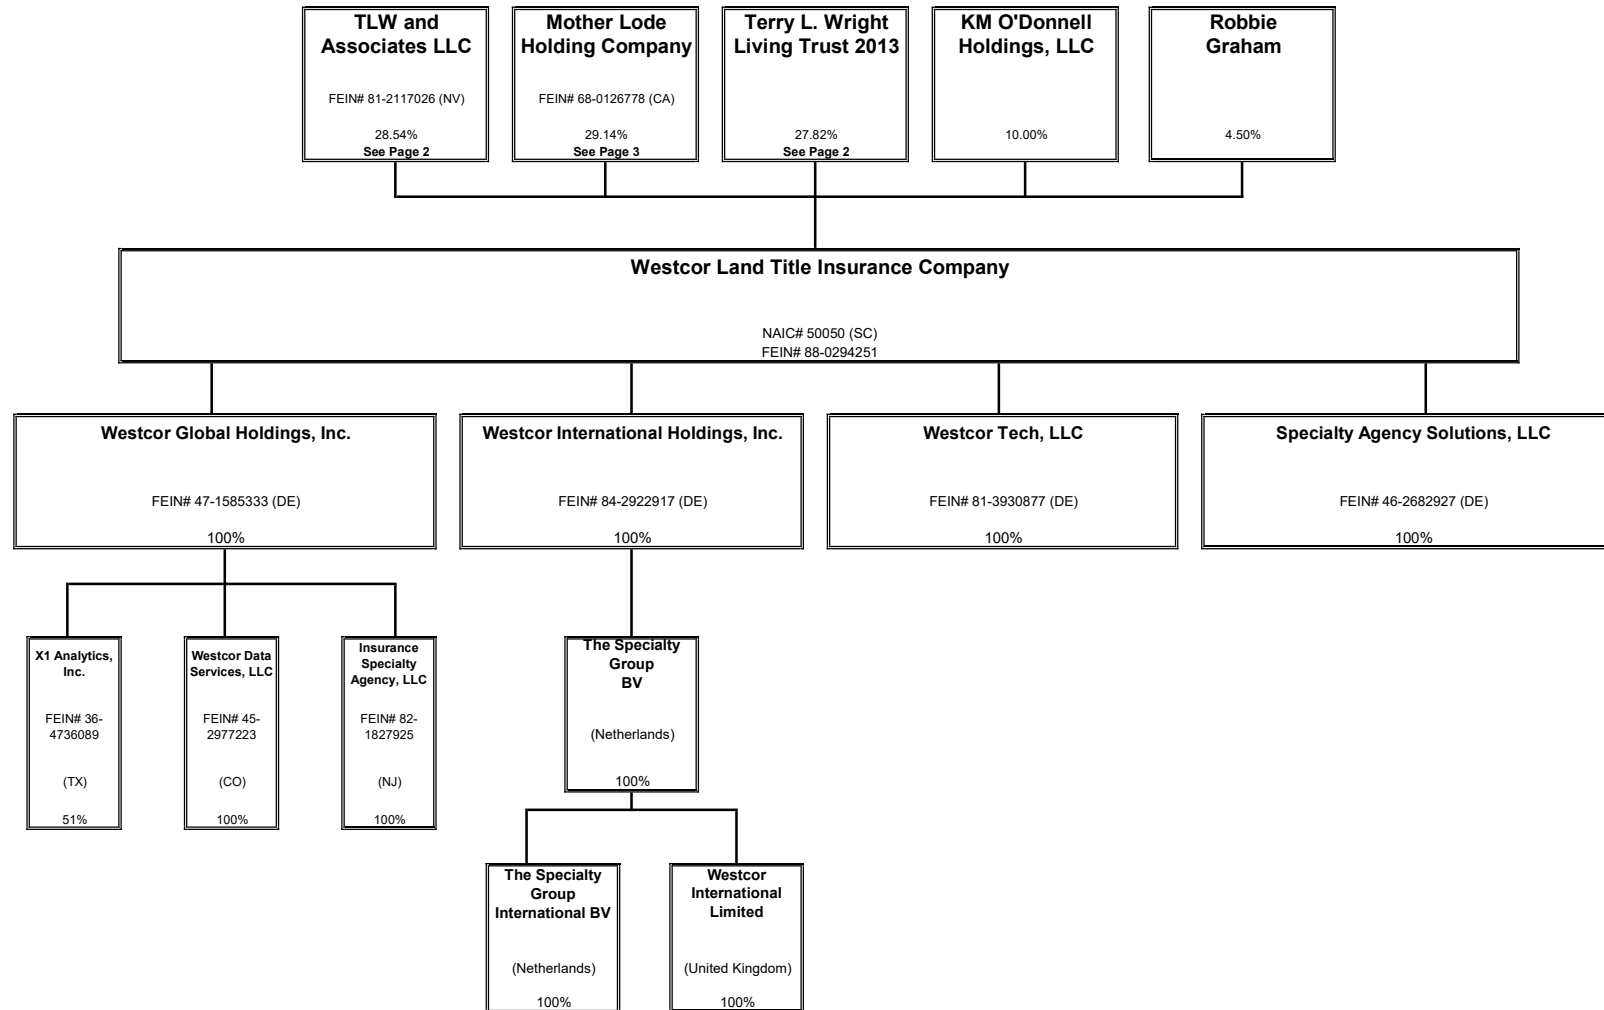 TLW and
Associates LLC
FEIN# 81-2117026 (NV)
28.54%
See Page 2
Mother Lode
Holding Company
FEIN# 68-0126778 (CA)
29.14%
See Page 3
Terry L. Wright
Living Trust 2013
27.82%
See Page 2
KM O'Donnell
Holdings, LLC
10.00%
Robbie
Graham
4.50%
Westcor Land Title Insurance Company
NAIC# 50050 (SC)
FEIN# 88-0294251
Westcor Global Holdings, Inc.
FEIN# 47-1585333 (DE)
100%
Westcor International Holdings, Inc.
FEIN# 84-2922917 (DE)
100%
Westcor Tech, LLC
FEIN# 81-3930877 (DE)
100%
Specialty Agency Solutions, LLC
FEIN# 46-2682927 (DE)
100%
X1 Analytics,
Inc.
FEIN# 36-
4736089
(TX)
51%
Westcor Data
Services, LLC
FEIN# 45-
2977223
(CO)
100%
Insurance
Specialty
Agency, LLC
FEIN# 82-
1827925
(NJ)
100%
The Specialty
Group
BV
(Netherlands)
100%
The Specialty
Group
International BV
(Netherlands)
100%
Westcor
International
Limited
(United Kingdom)
100%